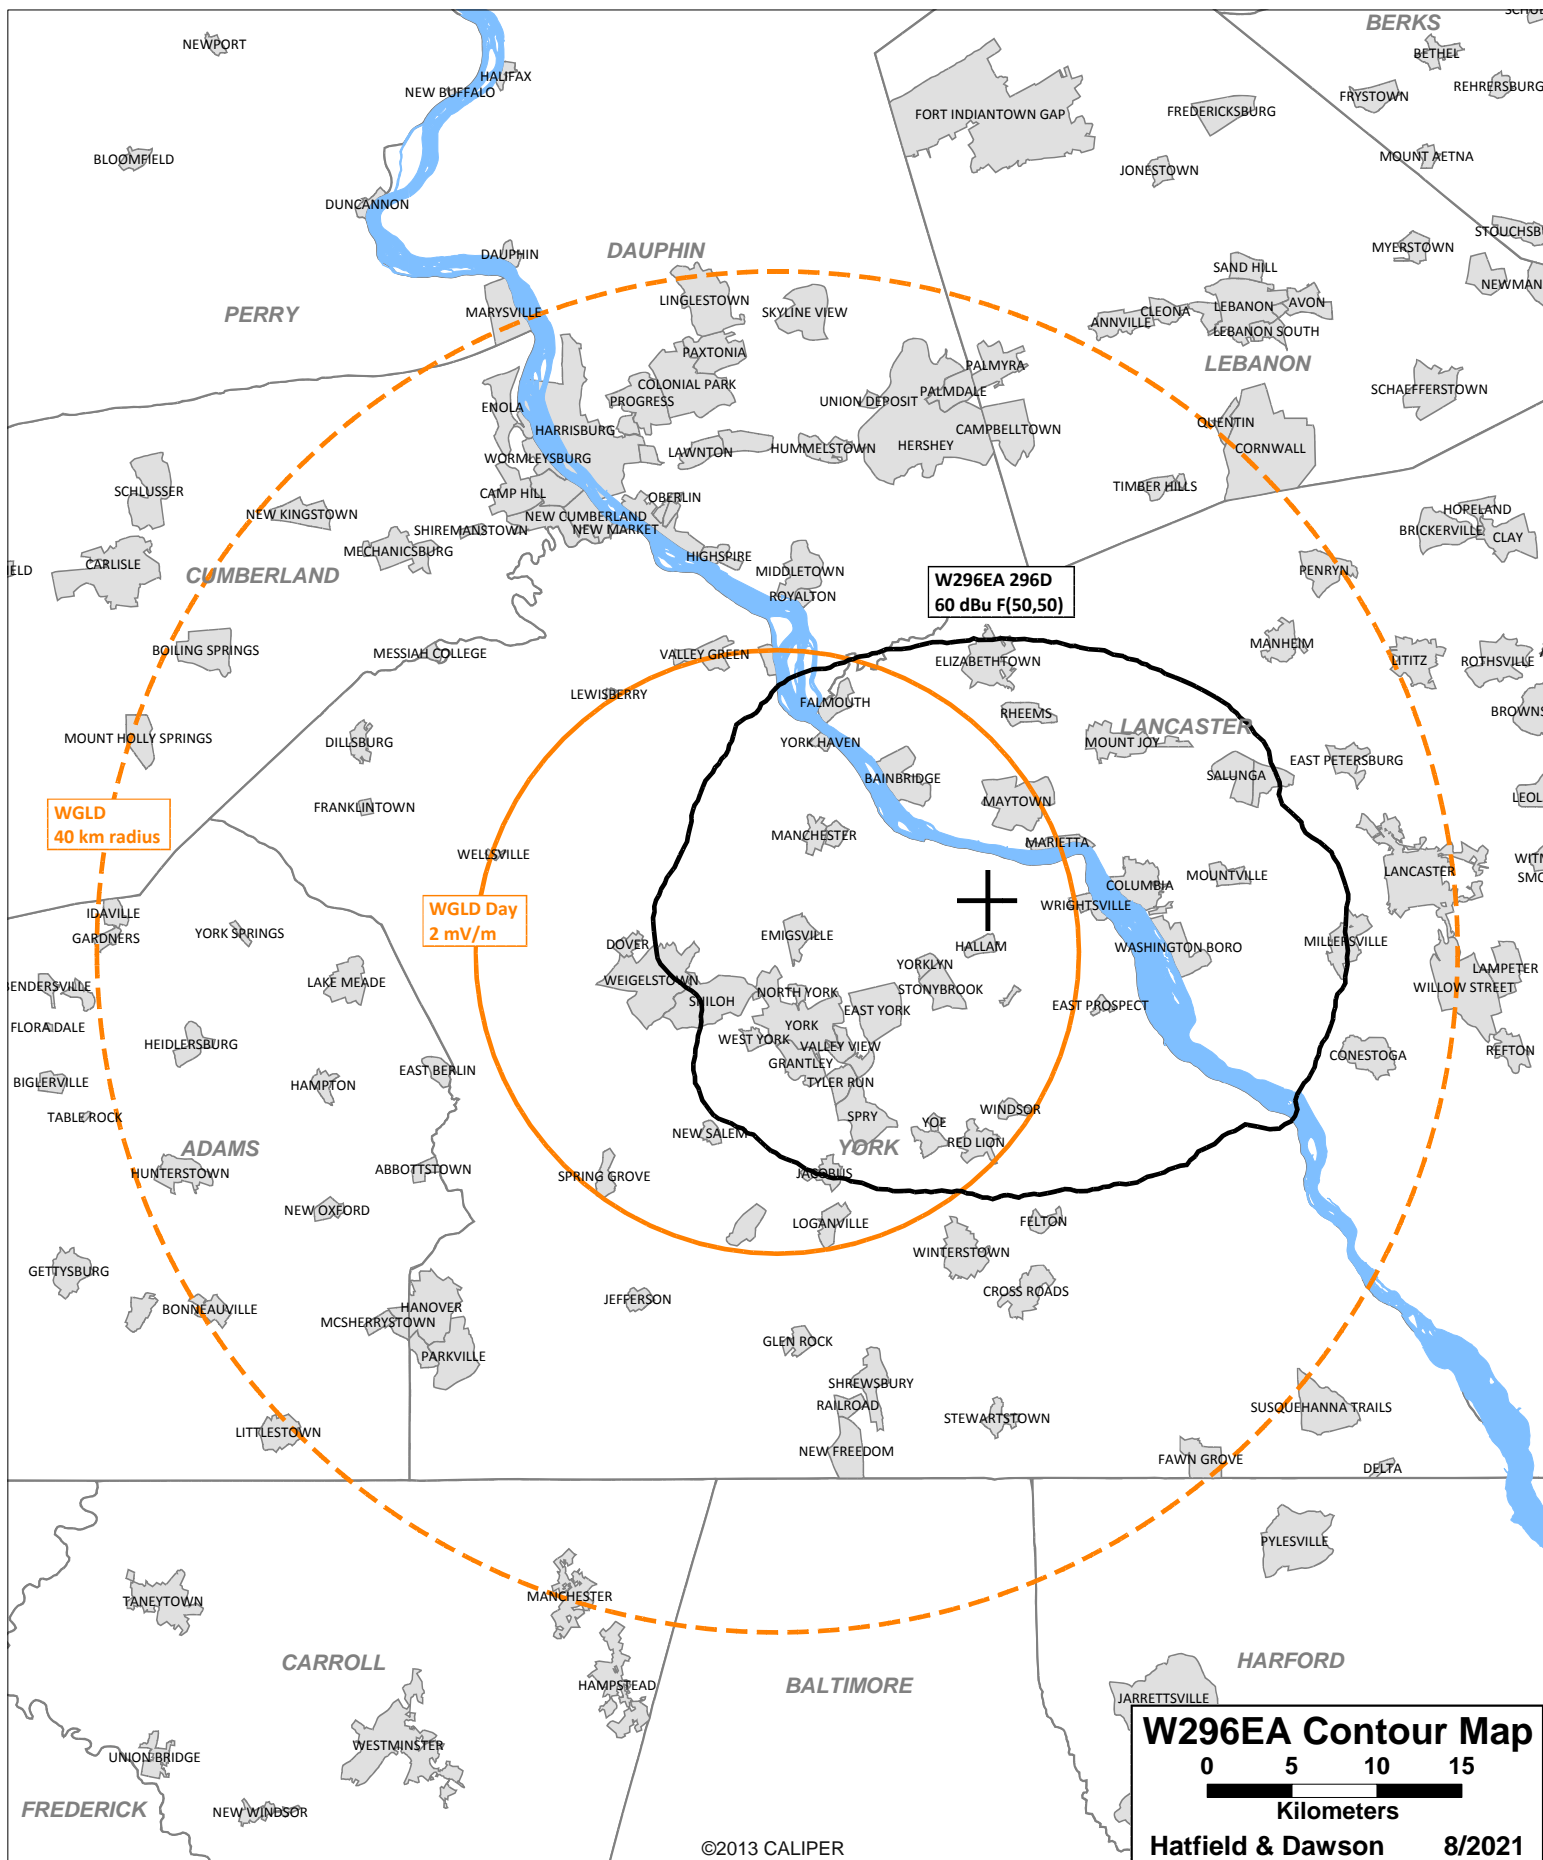 BERKS
NEWPORT
BETHEL
HALIFAX
REHRERSBURG
NEW BUFFALO
FRYSTOWN
FORT INDIANTOWN GAP
FREDERICKSBURG
BLOOMFIELD
MOUNT AETNA
JONESTOWN
DUNCANNON
STOUCHSB
DAUPHIN
DAUPHIN
MYERSTOWN
SAND HILL
NEWMAN
LINGLESTOWN
PERRY
MARYSVILLE
SKYLINE VIEW
ANNVILLE
CLEONA
LEBANON
AVON
LEBANON SOUTH
PAXTONIA
LEBANON
PALMYRA
COLONIAL PARK
PALMDALE
SCHAEFFERSTOWN
ENOLA
PROGRESS
UNION DEPOSIT
QUENTIN
HARRISBURG
CAMPBELLTOWN
HERSHEY
CORNWALL
LAWNTON
HUMMELSTOWN
WORMLEYSBURG
TIMBER HILLS
SCHLUSSER
CAMP HILL
OBERLIN
NEW KINGSTOWN
NEW CUMBERLAND
HOPELAND
SHIREMANSTOWN
NEW MARKET
BRICKERVILLE
CLAY
MECHANICSBURG
HIGHSPIRE
ELD
CARLISLE
CUMBERLAND
MIDDLETOWN
PENRYN
W296EA 296D
60 dBu F(50,50)
ROYALTON
BOILING SPRINGS
MESSIAH COLLEGE
VALLEY GREEN
ELIZABETHTOWN
MANHEIM
LITITZ
ROTHSVILLE
LEWISBERRY
FALMOUTH
RHEEMS
BROWNS
LANCASTER
MOUNT HOLLY SPRINGS
DILLSBURG
YORK HAVEN
MOUNT JOY
EAST PETERSBURG
BAINBRIDGE
SALUNGA
FRANKLINTOWN
MAYTOWN
LEOL
WGLD
40 km radius
MANCHESTER
MARIETTA
WELLSVILLE
WITM
SMO
LANCASTER
COLUMBIA
MOUNTVILLE
WGLD Day
2 mV/m
WRIGHTSVILLE
IDAVILLE
GARDNERS
YORK SPRINGS
EMIGSVILLE
DOVER
HALLAM
WASHINGTON BORO
MILLERSVILLE
YORKLYN
LAMPETER
BENDERSVILLE
LAKE MEADE
WEIGELSTOWN
STONYBROOK
WILLOW STREET
NORTH YORK
SHILOH
EAST YORK
EAST PROSPECT
FLORA DALE
YORK
HEIDLERSBURG
WEST YORK
VALLEY VIEW
CONESTOGA
REFTON
GRANTLEY
EAST BERLIN
BIGLERVILLE
HAMPTON
TYLER RUN
TABLE ROCK
SPRY
WINDSOR
YOE
NEW SALEM
RED LION
ADAMS
YORK
HUNTERSTOWN
ABBOTTSTOWN
SPRING GROVE
JACOBUS
NEW OXFORD
LOGANVILLE
FELTON
WINTERSTOWN
GETTYSBURG
CROSS ROADS
JEFFERSON
BONNEAUVILLE
HANOVER
MCSHERRYSTOWN
GLEN ROCK
PARKVILLE
SHREWSBURY
RAILROAD
SUSQUEHANNA TRAILS
STEWARTSTOWN
LITTLESTOWN
NEW FREEDOM
FAWN GROVE
DELTA
PYLESVILLE
TANEYTOWN
MANCHESTER
CARROLL
HARFORD
HAMPSTEAD
BALTIMORE
JARRETTSVILLE
W296EA Contour Map
WESTMINSTER
UNION BRIDGE
0 5 10 15
Kilometers
FREDERICK
NEW WINDSOR
©2013 CALIPER
Hatfield & Dawson 8/2021